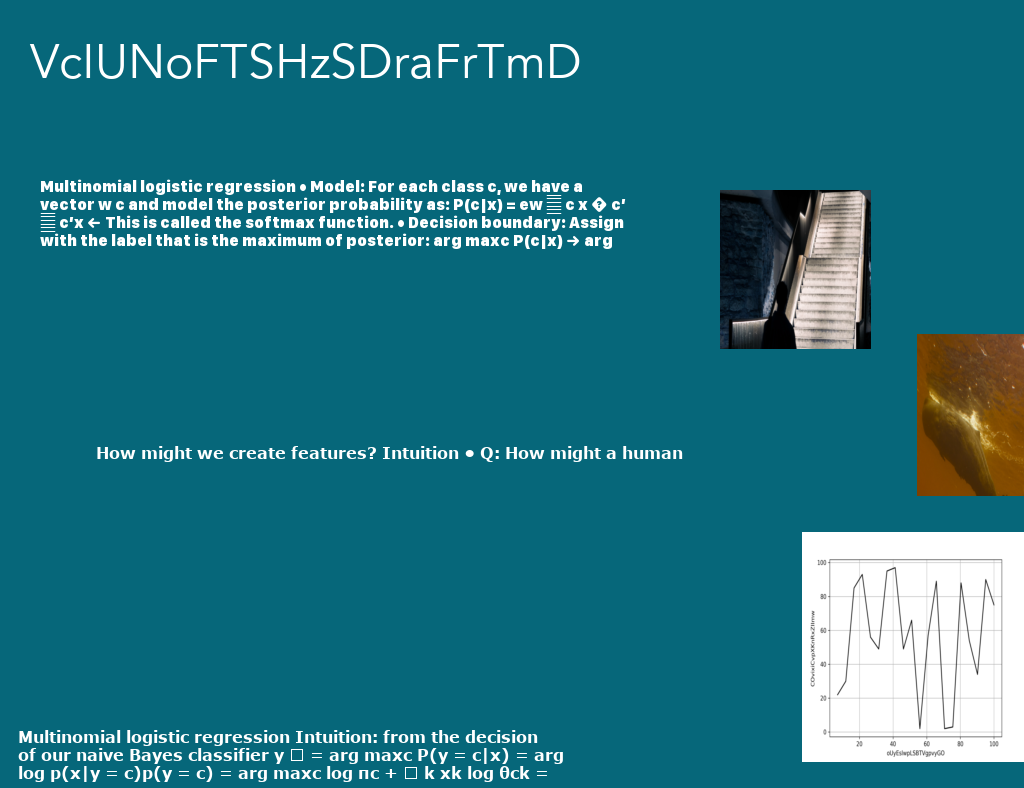 VcIUNoFTSHzSDraFrTmD
Multinomial logistic regression • Model: For each class c, we have a
vector w c and model the posterior probability as: P(c|x) = ew ▒ c x � c′
▒ c′x ← This is called the softmax function. • Decision boundary: Assign
with the label that is the maximum of posterior: arg maxc P(c|x) → arg
How might we create features? Intuition • Q: How might a human
Multinomial logistic regression Intuition: from the decision
of our naive Bayes classifier y □ = arg maxc P(y = c|x) = arg
log p(x|y = c)p(y = c) = arg maxc log πc + □ k xk log θck =
100
80
60
40
20
0
20 40 60 80 100